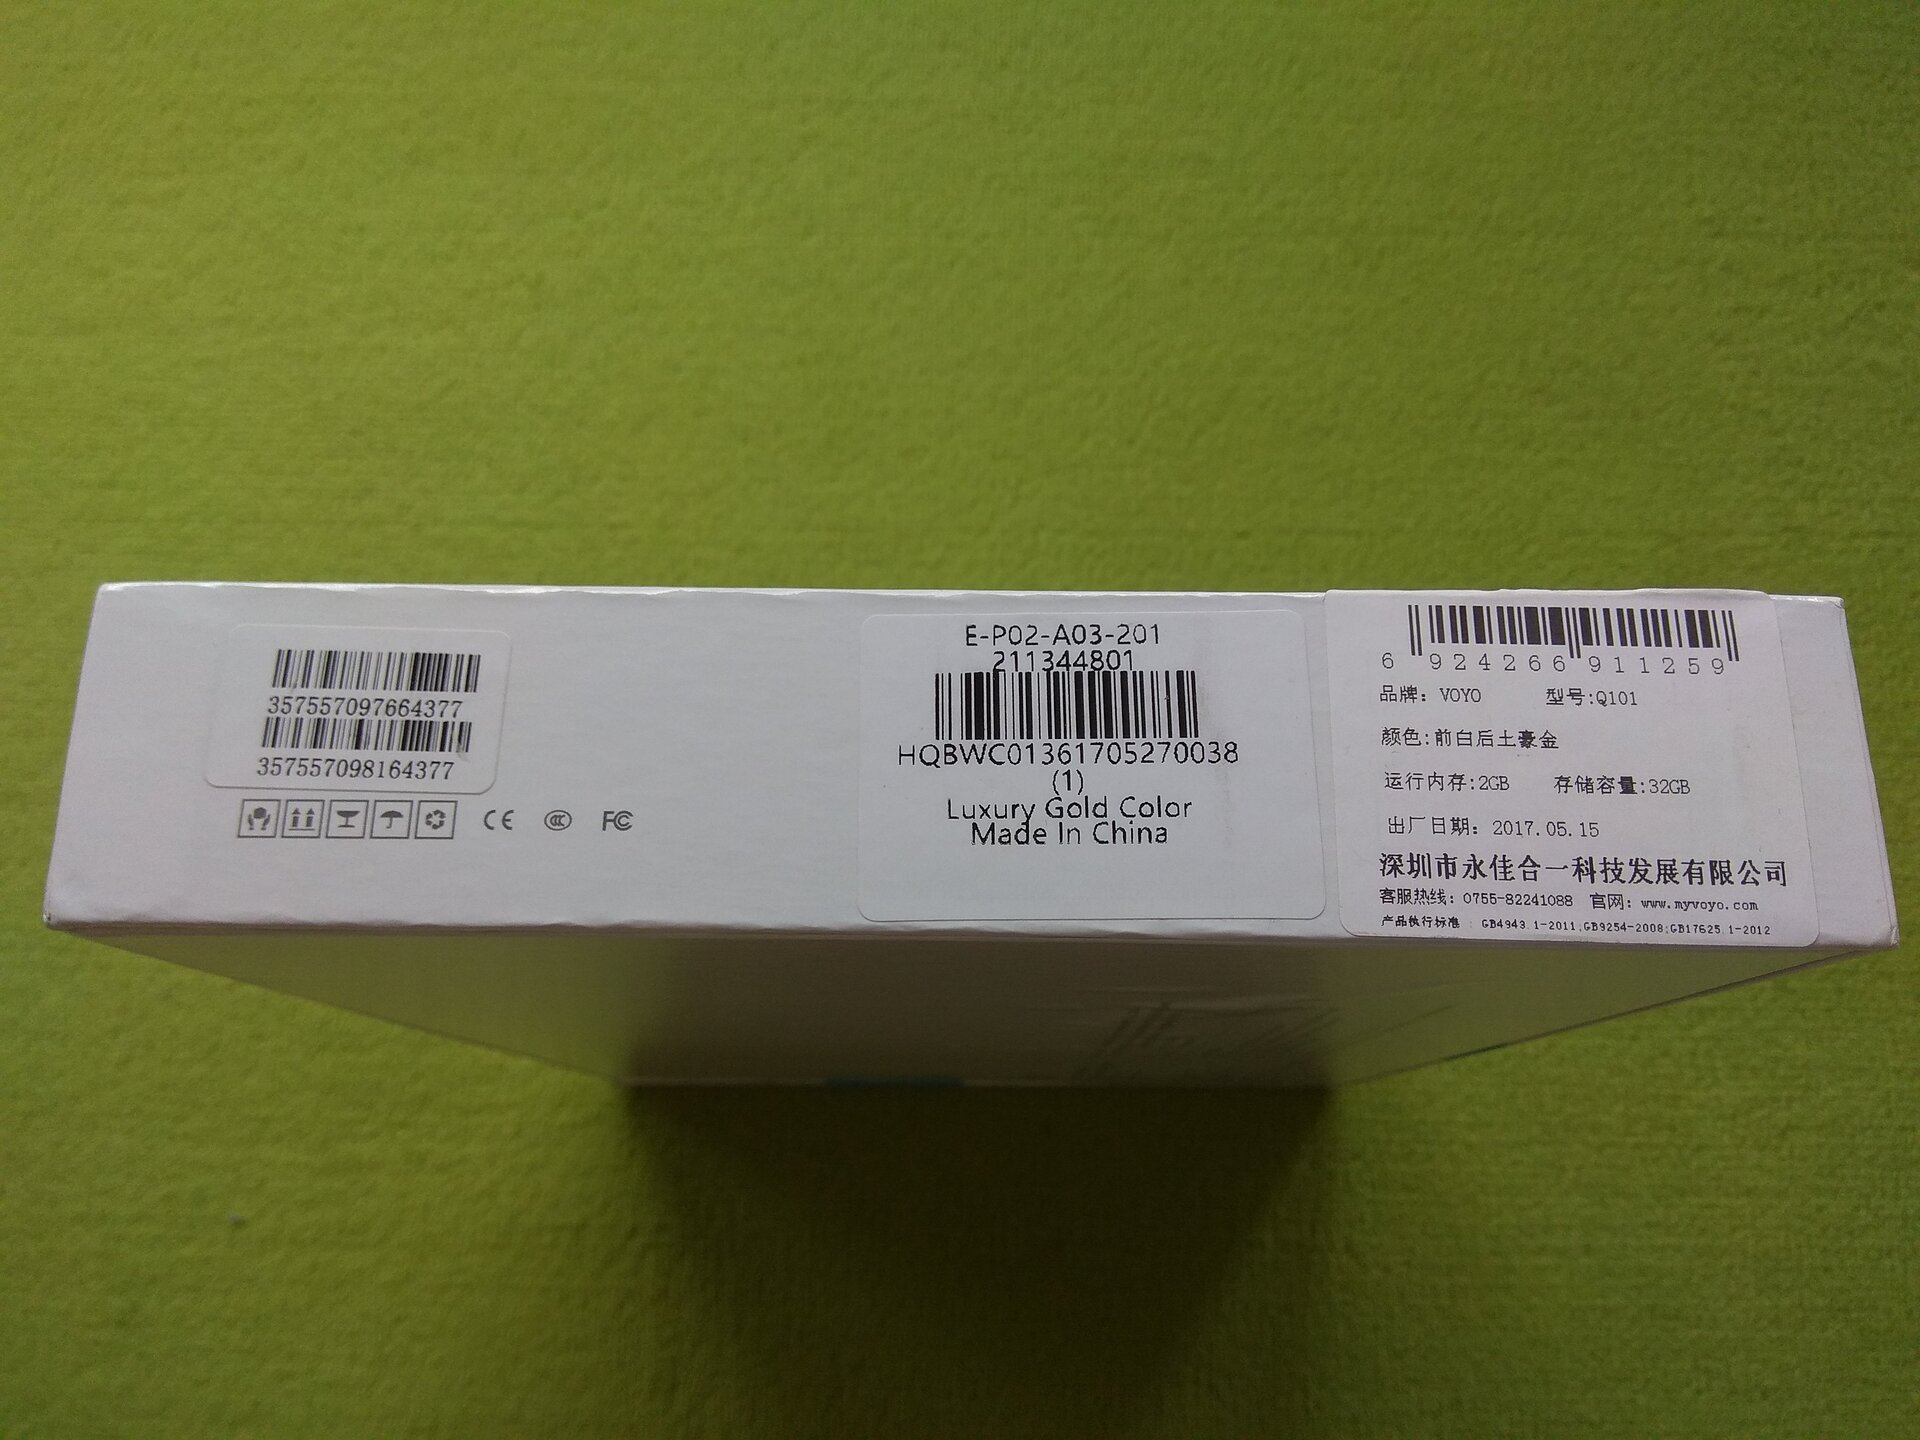 357557097664377
357557098164377
CE CCC FC
E-P02-A03-201
211344801
HQBWC01361705270038
(1)
Luxury Gold Color
Made In China
6 924266 911259
品牌：VOYO 型号:Q101
颜色:前白后土豪金
运行内存:2GB 存储容量:32GB
出厂日期：2017.05.15
深圳市永佳合一科技发展有限公司
客服热线：0755-82241088 官网：www.myvoyo.com
产品执行标准：GB4943.1-2011;GB9254-2008;GB17625.1-2012